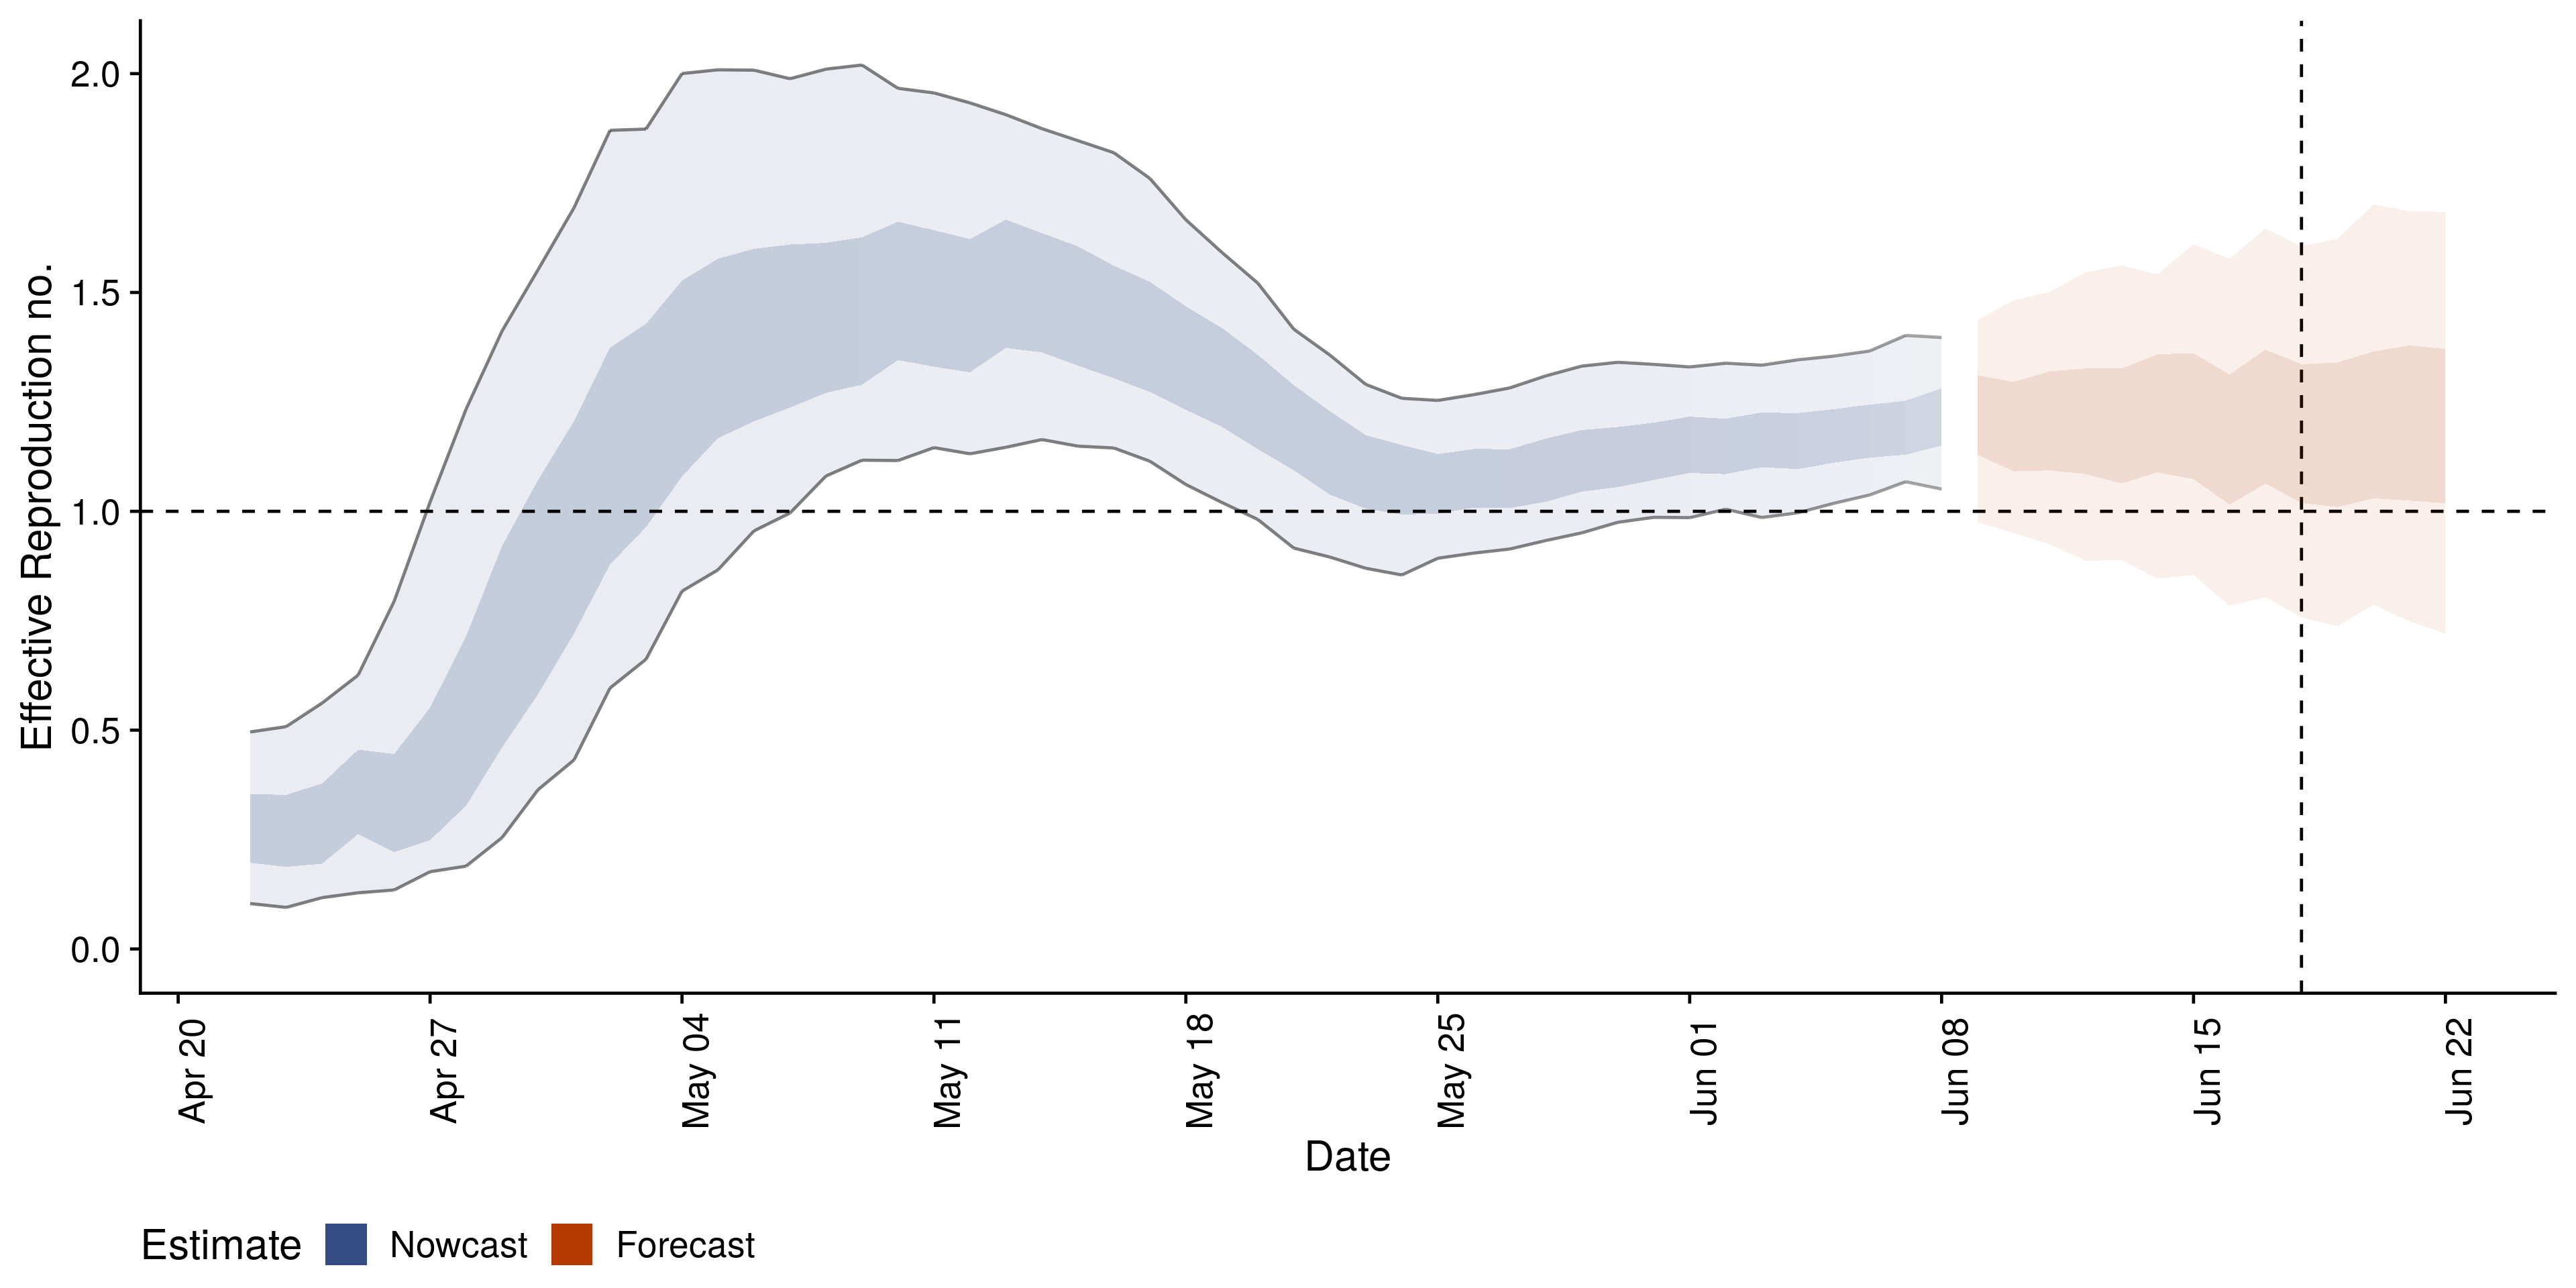 Effective Reproduction no.
2.0
1.5
1.0
0.5
0.0
Apr 20
Apr 27
May 04
May 11
May 18
May 25
Jun 01
Jun 08
Jun 15
Jun 22
Date
Estimate Nowcast Forecast